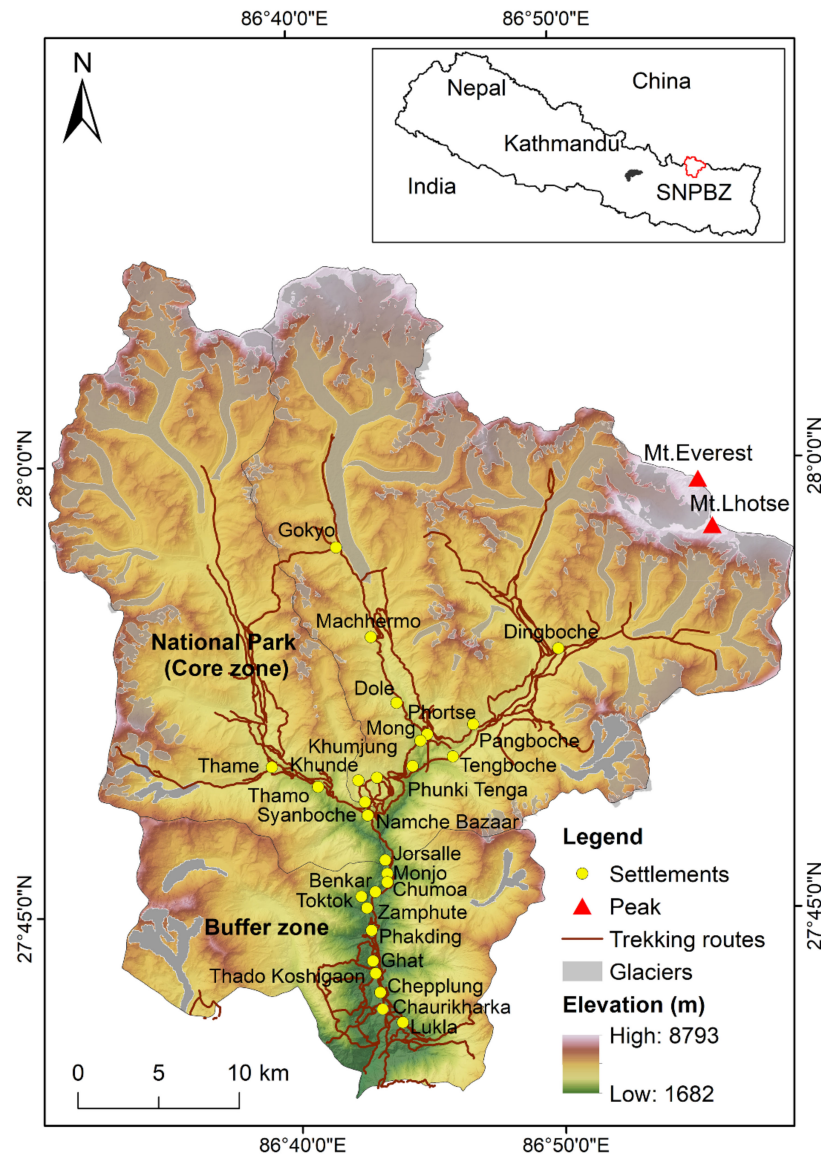 86°40'0"E
86°50'0"E
N
Nepal
China
Kathmandu
India
SNPBZ
28°0'0"N
28°0'0"N
Mt.Everest
Mt.Lhotse
Gokyo
Machhermo
Dingboche
National Park
(Core zone)
Dole
Phortse
Mong
Pangboche
Khumjung
Tengboche
Thame
Khunde
Phunki Tenga
Thamo
Syanboche
Namche Bazaar
Jorsalle
Monjo
Benkar
Chumoa
Toktok
Zamphute
Buffer zone
Phakding
Ghat
Thado Koshigaon
Chepplung
Chaurikharka
Lukla
27°45'0"N
27°45'0"N
Legend
Settlements
Peak
Trekking routes
Glaciers
Elevation (m)
High: 8793
Low: 1682
0 5 10 km
86°40'0"E
86°50'0"E